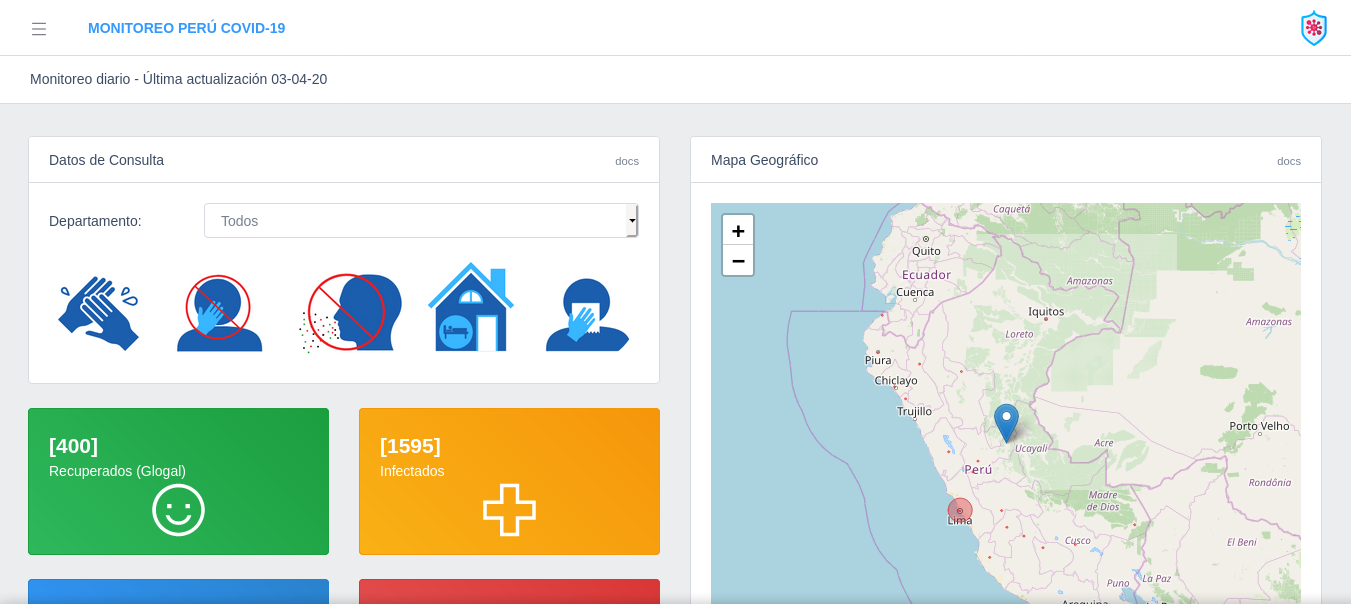 MONITOREO PERÚ COVID-19
Monitoreo diario - Última actualización 03-04-20
Datos de Consulta
docs
Departamento:
Todos
[400]
Recuperados (Glogal)
[1595]
Infectados
Mapa Geográfico
docs
+
−
Caquetá
Quito
Ecuador
Cuenca
Amazonas
Iquitos
Amazonas
Loreto
Piura
Chiclayo
Trujillo
Porto Velho
Acre
Ucayali
Perú
Rondônia
Madre
de Dios
Lima
Cusco
El Beni
Puno
La Paz
Arequipa